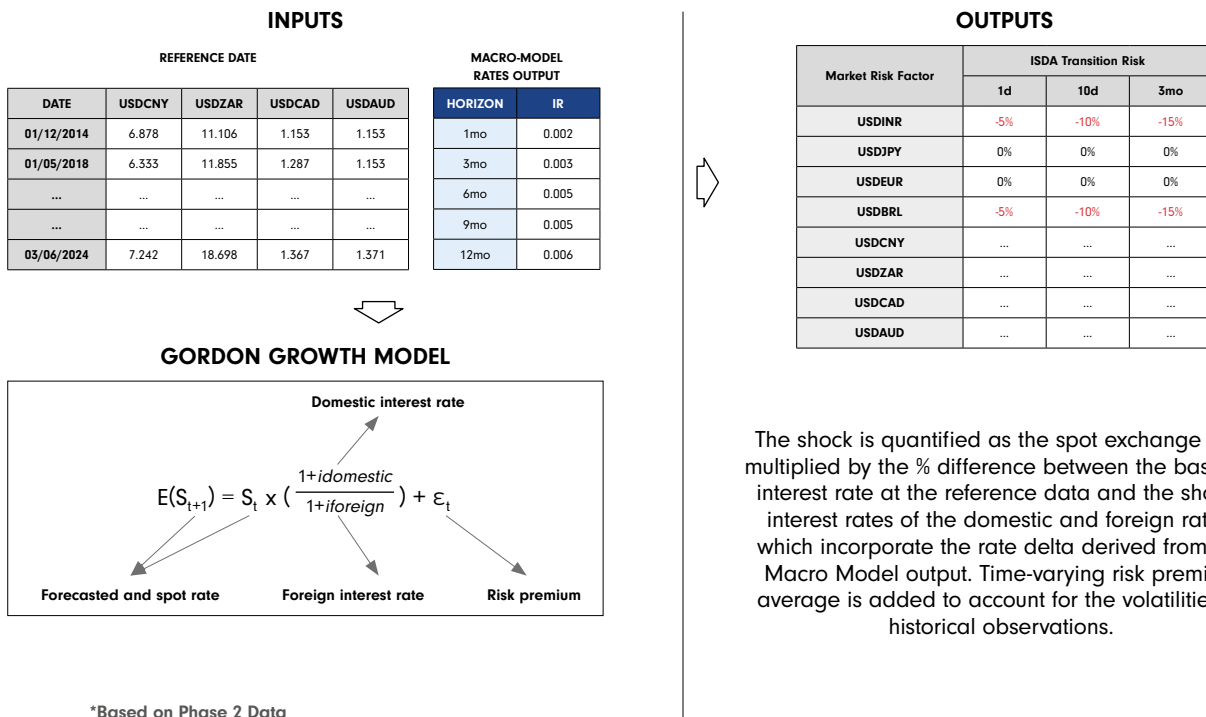 INPUTS
REFERENCE DATE
DATE USDCNY USDZAR USDCAD USDAUD
01/12/2014 6.878 11.106 1.153 1.153
01/05/2018 6.333 11.855 1.287 1.153
... ... ... ... ...
... ... ... ... ...
03/06/2024 7.242 18.698 1.367 1.371
MACRO-MODEL
RATES OUTPUT
HORIZON IR
1mo 0.002
3mo 0.003
6mo 0.005
9mo 0.005
12mo 0.006
GORDON GROWTH MODEL
Domestic interest rate
E(St+1) = St x ( 1+idomestic / 1+iforeign ) + εt
Forecasted and spot rate Foreign interest rate Risk premium
*Based on Phase 2 Data
OUTPUTS
Market Risk Factor ISDA Transition Risk
1d 10d 3mo
USDINR -5% -10% -15%
USDJPY 0% 0% 0%
USDEUR 0% 0% 0%
USDBRL -5% -10% -15%
USDCNY ... ... ...
USDZAR ... ... ...
USDCAD ... ... ...
USDAUD ... ... ...
The shock is quantified as the spot exchange
multiplied by the % difference between the
interest rate at the reference data and the
interest rates of the domestic and foreign
which incorporate the rate delta derived from
Macro Model output. Time-varying risk
average is added to account for the
historical observations.